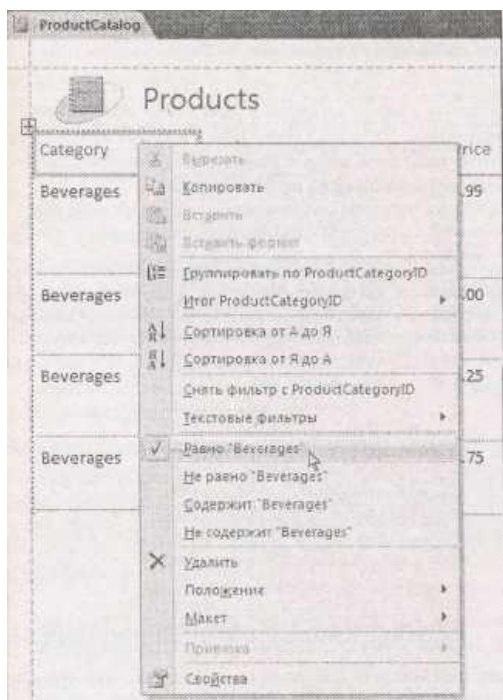 ProductCatalog
Products
Category
rice
Beverages
.99
Beverages
.00
Beverages
.25
Beverages
.75
Вырезать
Копировать
Вставить
Вставить формат
Группировать по ProductCategoryID
Итог ProductCategoryID
Сортировка от А до Я
Сортировка от Я до А
Снять фильтр с ProductCategoryID
Текстовые фильтры
Равно "Beverages"
Не равно "Beverages"
Содержит "Beverages"
Не содержит "Beverages"
Удалить
Положение
Макет
Привязка
Свойства